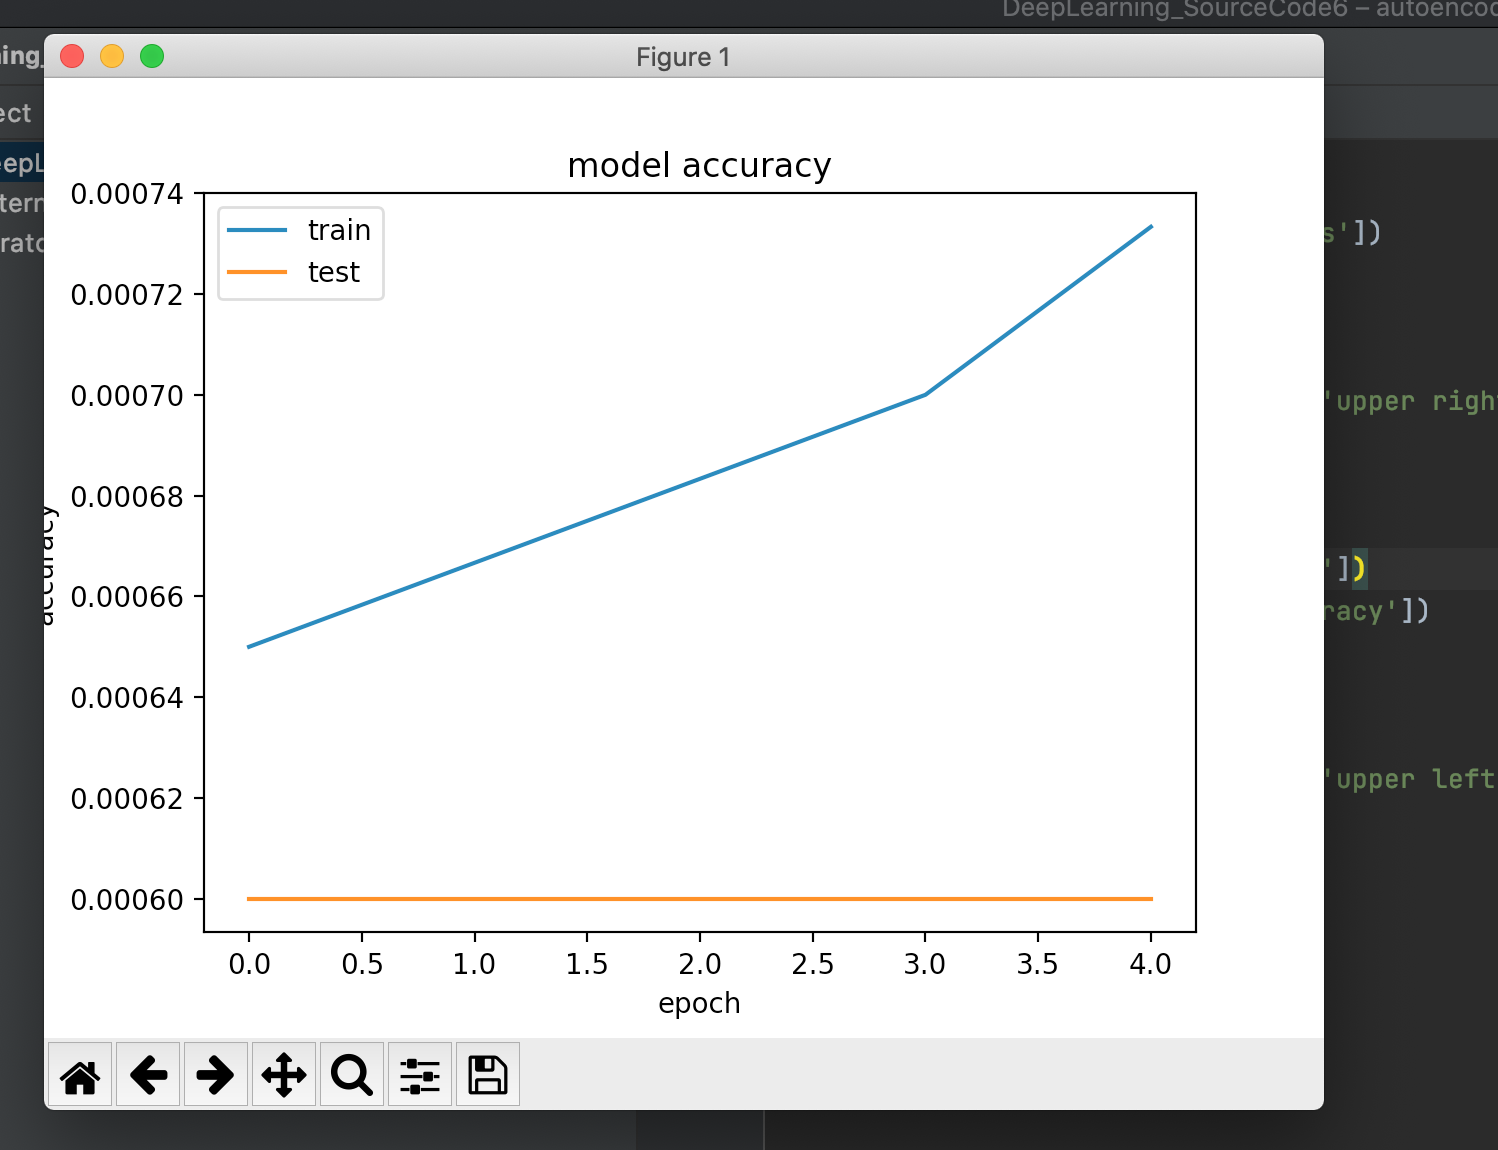 DeepLearning_SourceCode6 – autoencod
ing_
Figure 1
ect
model accuracy
eepL
tern
rato
0.00074
0.00072
0.00070
0.00068
0.00066
0.00064
0.00062
0.00060
train
test
accuracy
0.0 0.5 1.0 1.5 2.0 2.5 3.0 3.5 4.0
epoch
s'])
'upper righ
'])
racy'])
'upper left